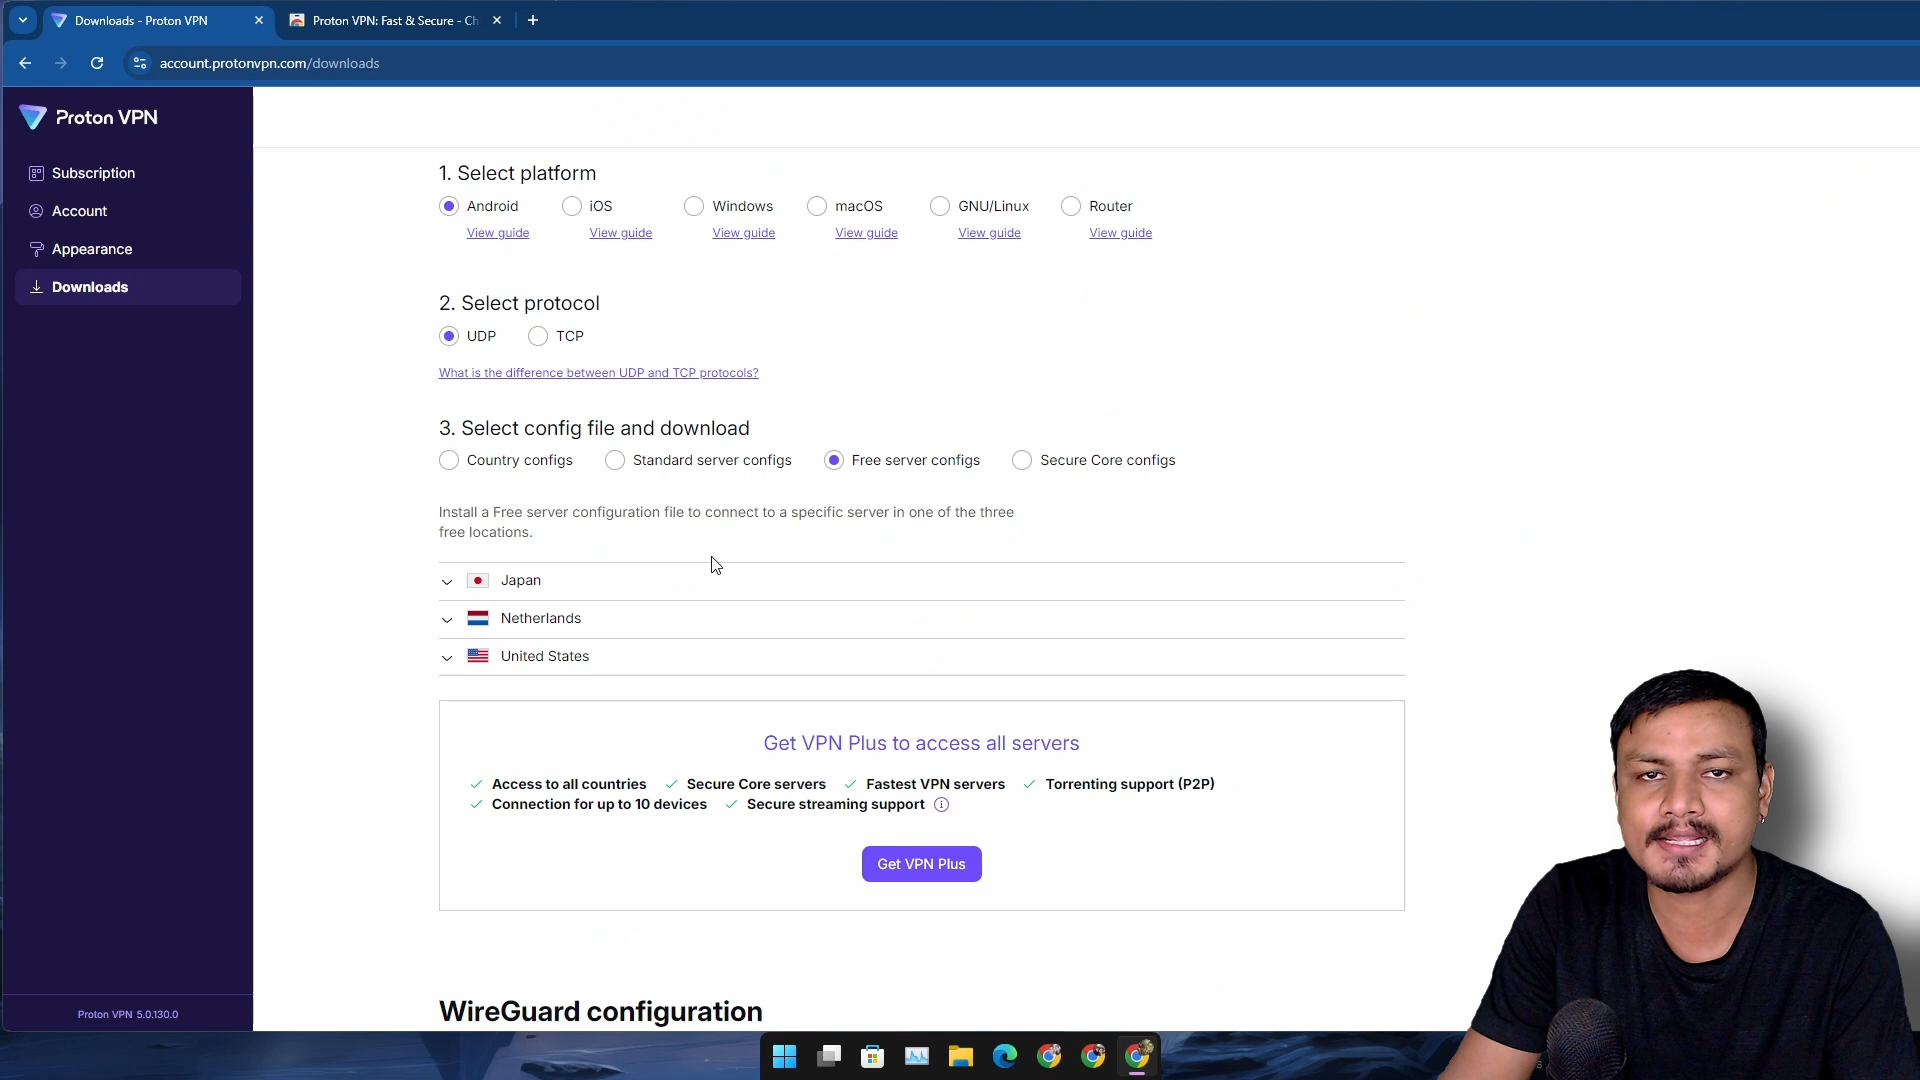 Downloads - Proton VPN
Proton VPN: Fast & Secure - Ch
account.protonvpn.com/downloads
Proton VPN
Subscription
Account
Appearance
Downloads
Proton VPN 5.0.130.0
1. Select platform
Android iOS Windows macOS GNU/Linux Router
View guide View guide View guide View guide View guide View guide
2. Select protocol
UDP TCP
What is the difference between UDP and TCP protocols?
3. Select config file and download
Country configs Standard server configs Free server configs Secure Core configs
Install a Free server configuration file to connect to a specific server in one of the three
free locations.
Japan
Netherlands
United States
Get VPN Plus to access all servers
Access to all countries Secure Core servers Fastest VPN servers Torrenting support (P2P)
Connection for up to 10 devices Secure streaming support
Get VPN Plus
WireGuard configuration